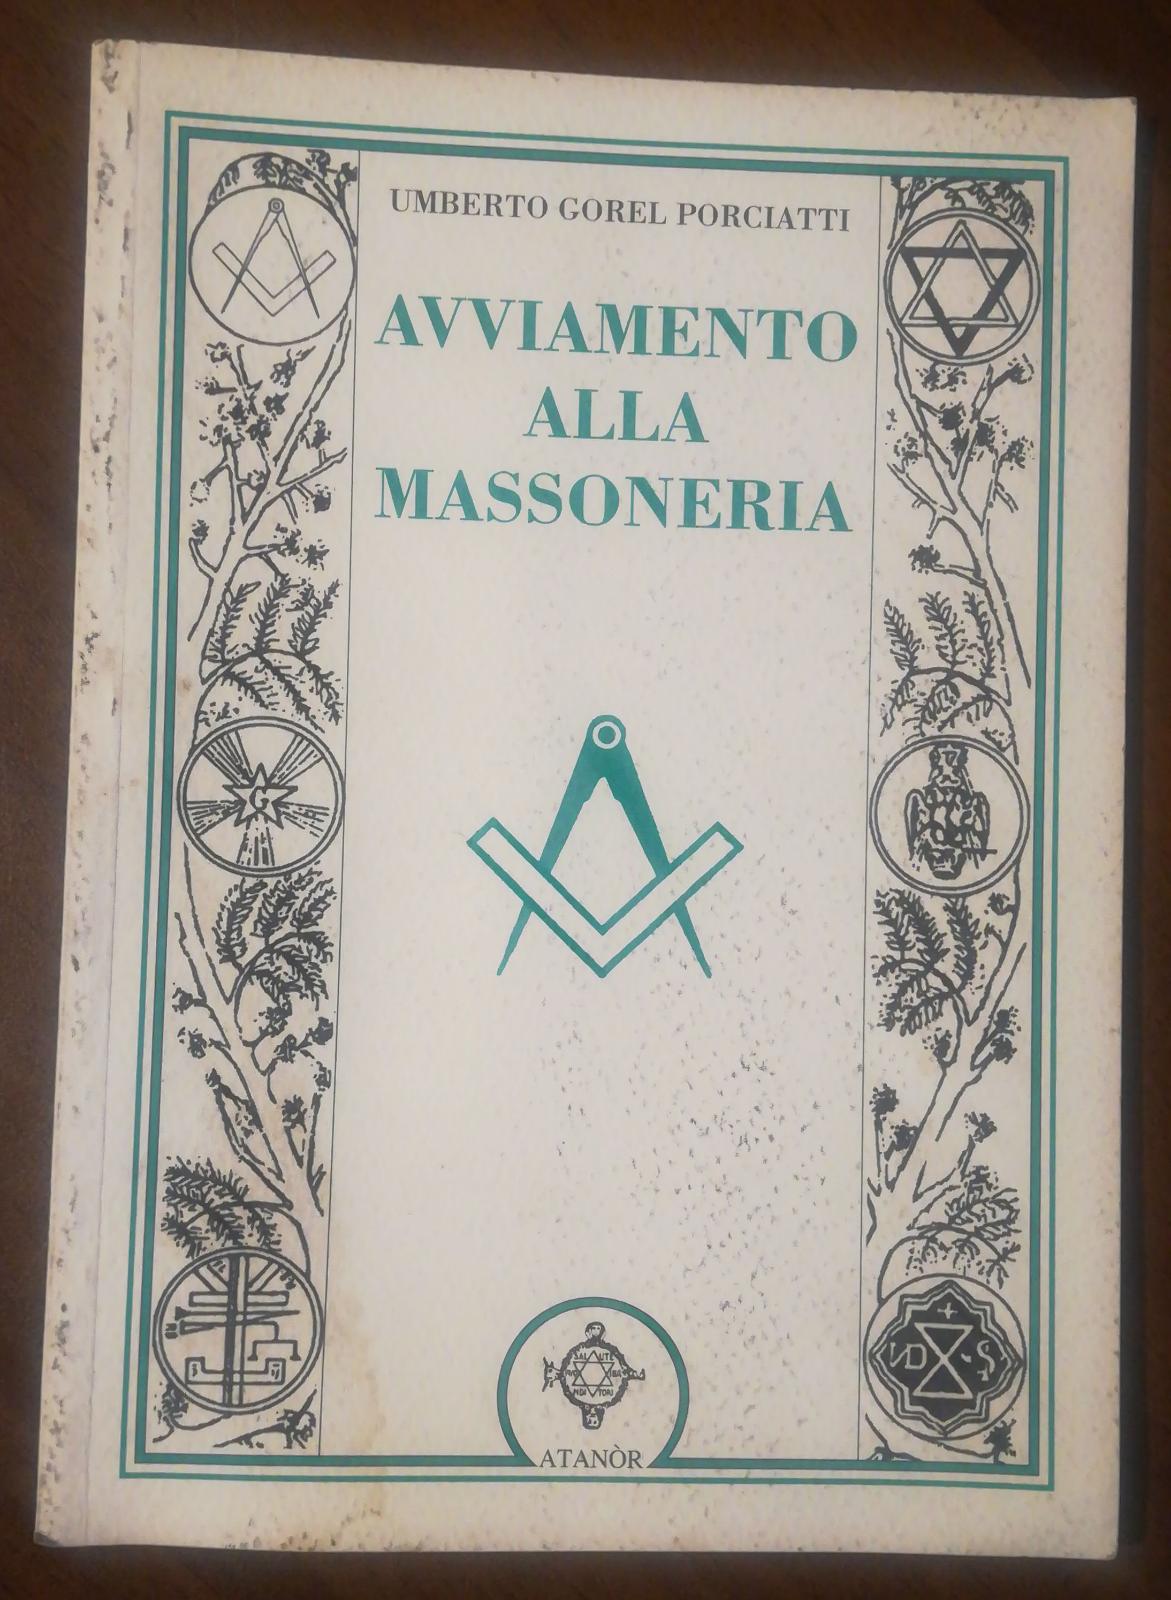 UMBERTO GOREL PORCIATTI
AVVIAMENTO
ALLA
MASSONERIA
G
ATANÒR